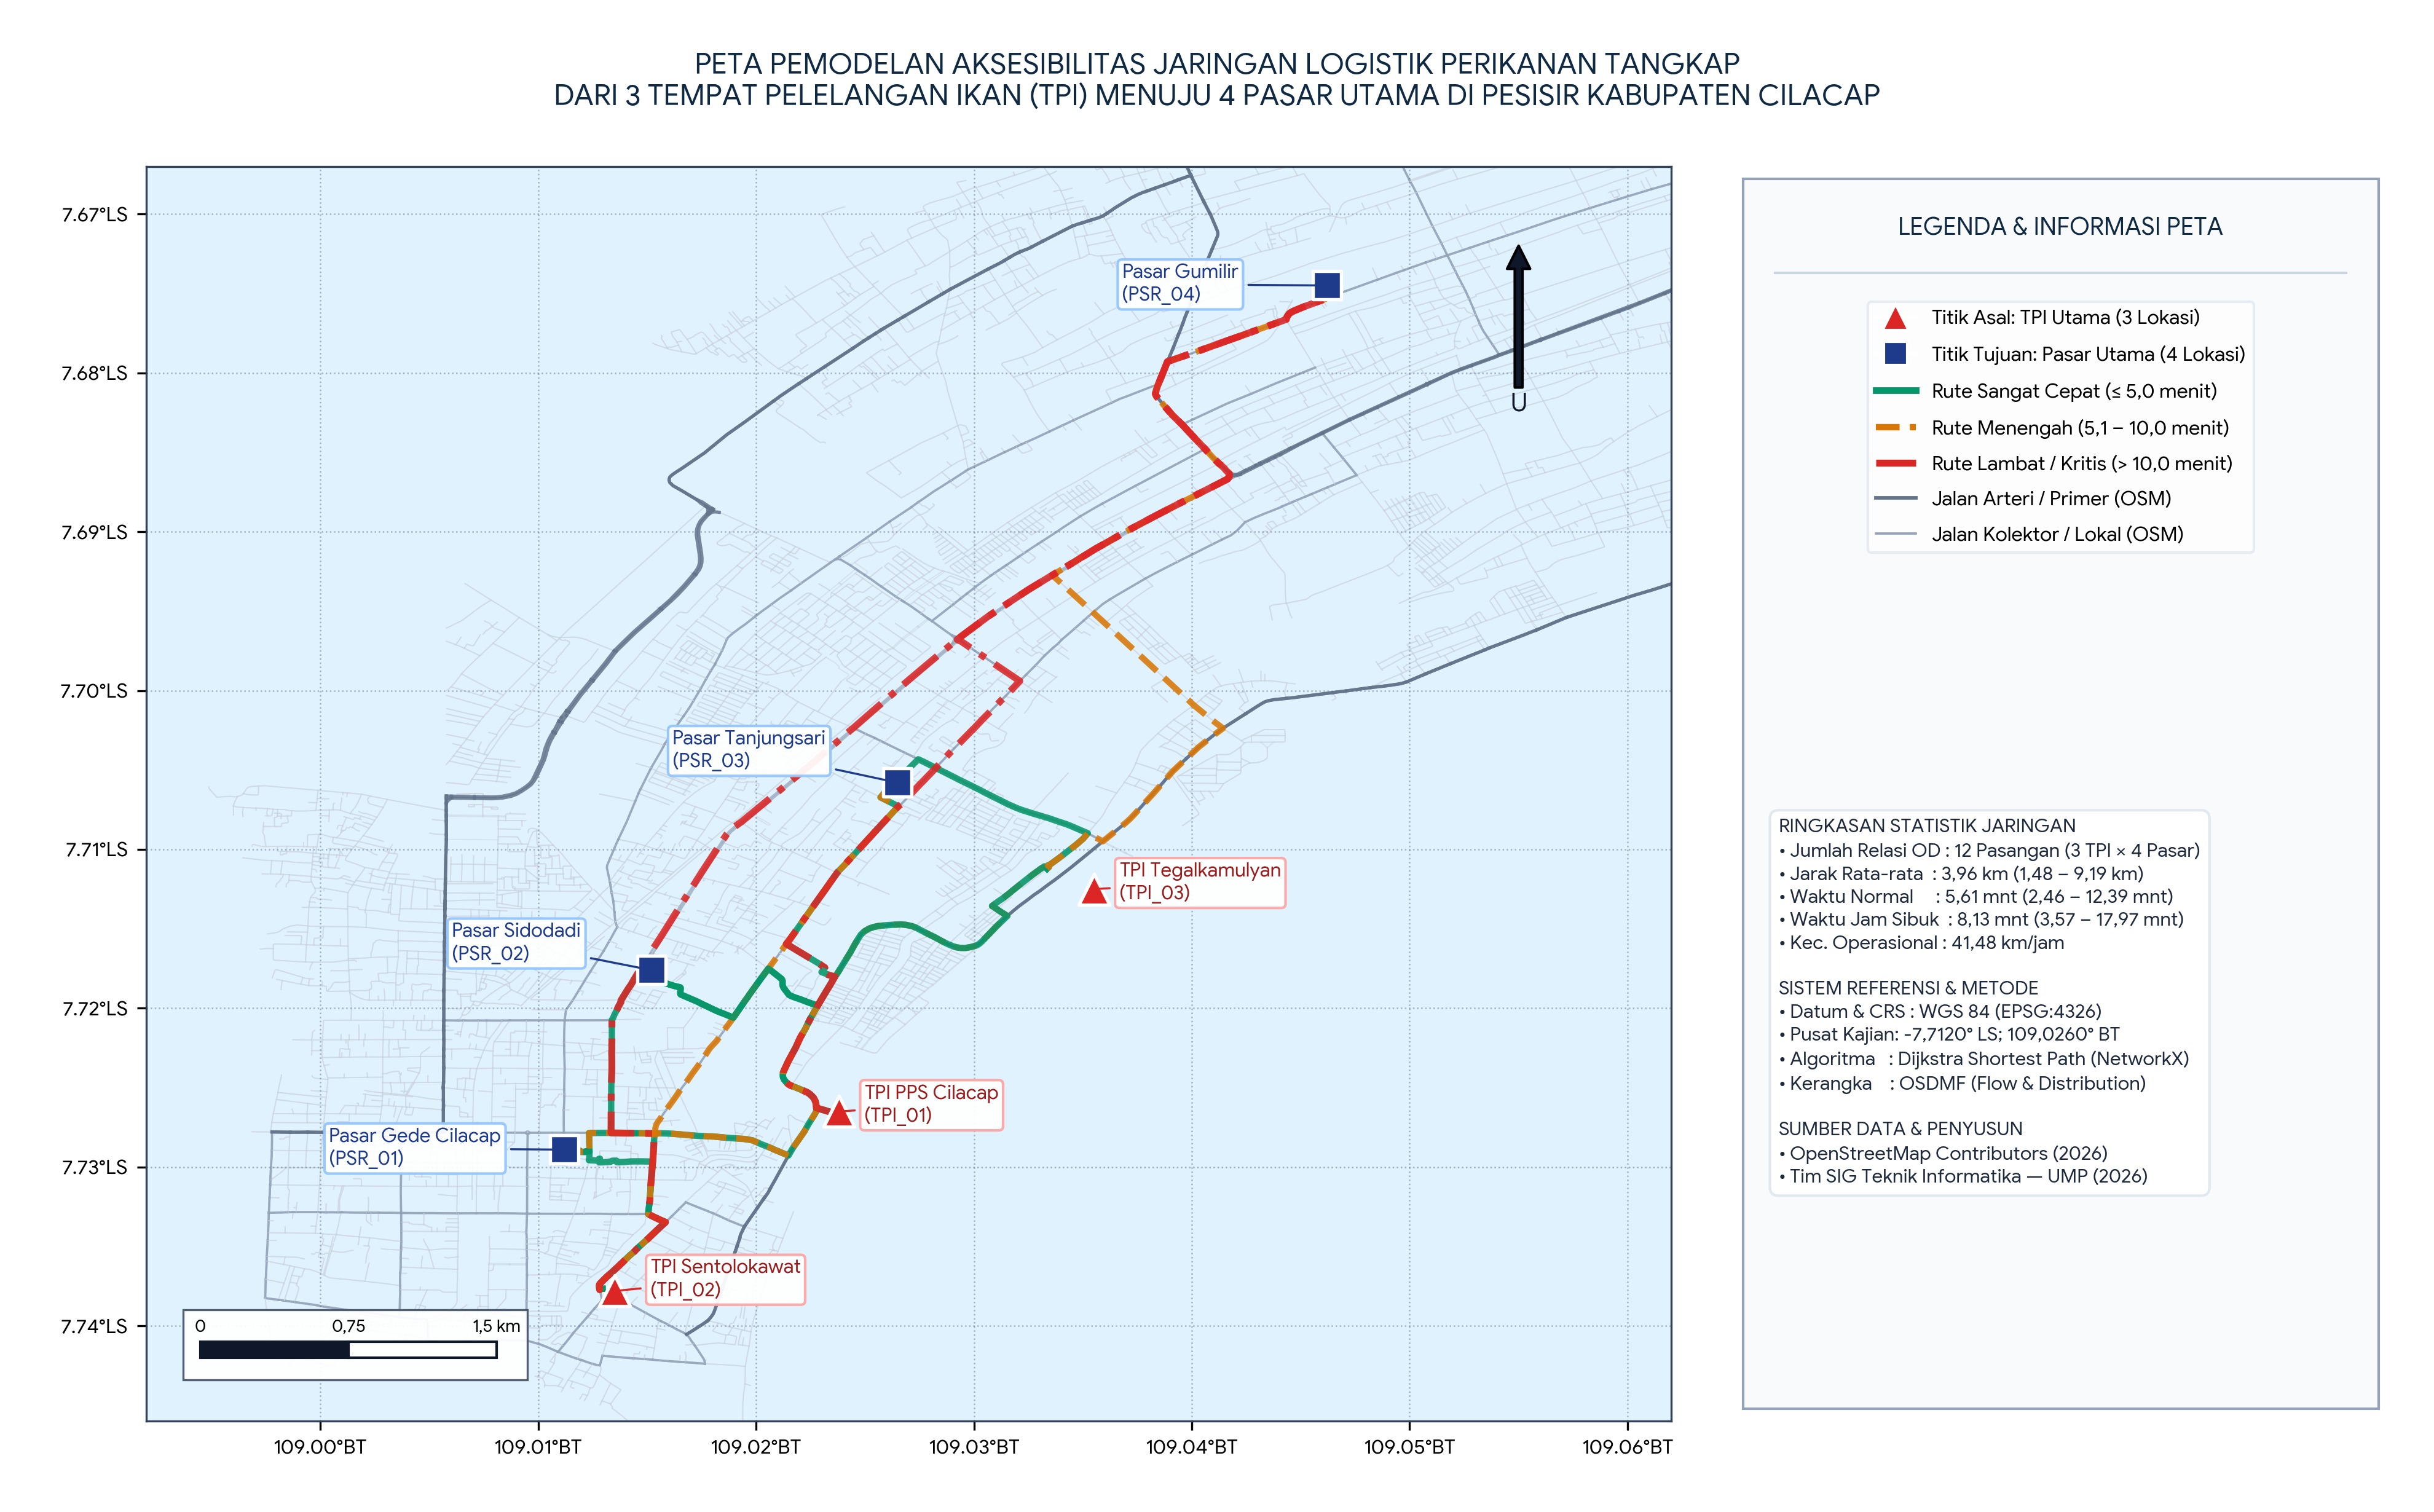 PETA PEMODELAN AKSESIBILITAS JARINGAN LOGISTIK PERIKANAN TANGKAP
DARI 3 TEMPAT PELELANGAN IKAN (TPI) MENUJU 4 PASAR UTAMA DI PESISIR KABUPATEN CILACAP
7.67°LS
7.68°LS
7.69°LS
7.70°LS
7.71°LS
7.72°LS
7.73°LS
7.74°LS
109.00°BT
109.01°BT
109.02°BT
109.03°BT
109.04°BT
109.05°BT
109.06°BT
Pasar Gumilir
(PSR_04)
U
Pasar Tanjungsari
(PSR_03)
TPI Tegalkamulyan
(TPI_03)
Pasar Sidodadi
(PSR_02)
TPI PPS Cilacap
(TPI_01)
Pasar Gede Cilacap
(PSR_01)
TPI Sentolokawat
(TPI_02)
0 0,75 1,5 km
LEGENDA & INFORMASI PETA
Titik Asal: TPI Utama (3 Lokasi)
Titik Tujuan: Pasar Utama (4 Lokasi)
Rute Sangat Cepat (≤ 5,0 menit)
Rute Menengah (5,1 – 10,0 menit)
Rute Lambat / Kritis (> 10,0 menit)
Jalan Arteri / Primer (OSM)
Jalan Kolektor / Lokal (OSM)
RINGKASAN STATISTIK JARINGAN
• Jumlah Relasi OD : 12 Pasangan (3 TPI × 4 Pasar)
• Jarak Rata-rata : 3,96 km (1,48 – 9,19 km)
• Waktu Normal : 5,61 mnt (2,46 – 12,39 mnt)
• Waktu Jam Sibuk : 8,13 mnt (3,57 – 17,97 mnt)
• Kec. Operasional : 41,48 km/jam
SISTEM REFERENSI & METODE
• Datum & CRS : WGS 84 (EPSG:4326)
• Pusat Kajian: -7,7120° LS; 109,0260° BT
• Algoritma : Dijkstra Shortest Path (NetworkX)
• Kerangka : OSDMF (Flow & Distribution)
SUMBER DATA & PENYUSUN
• OpenStreetMap Contributors (2026)
• Tim SIG Teknik Informatika — UMP (2026)